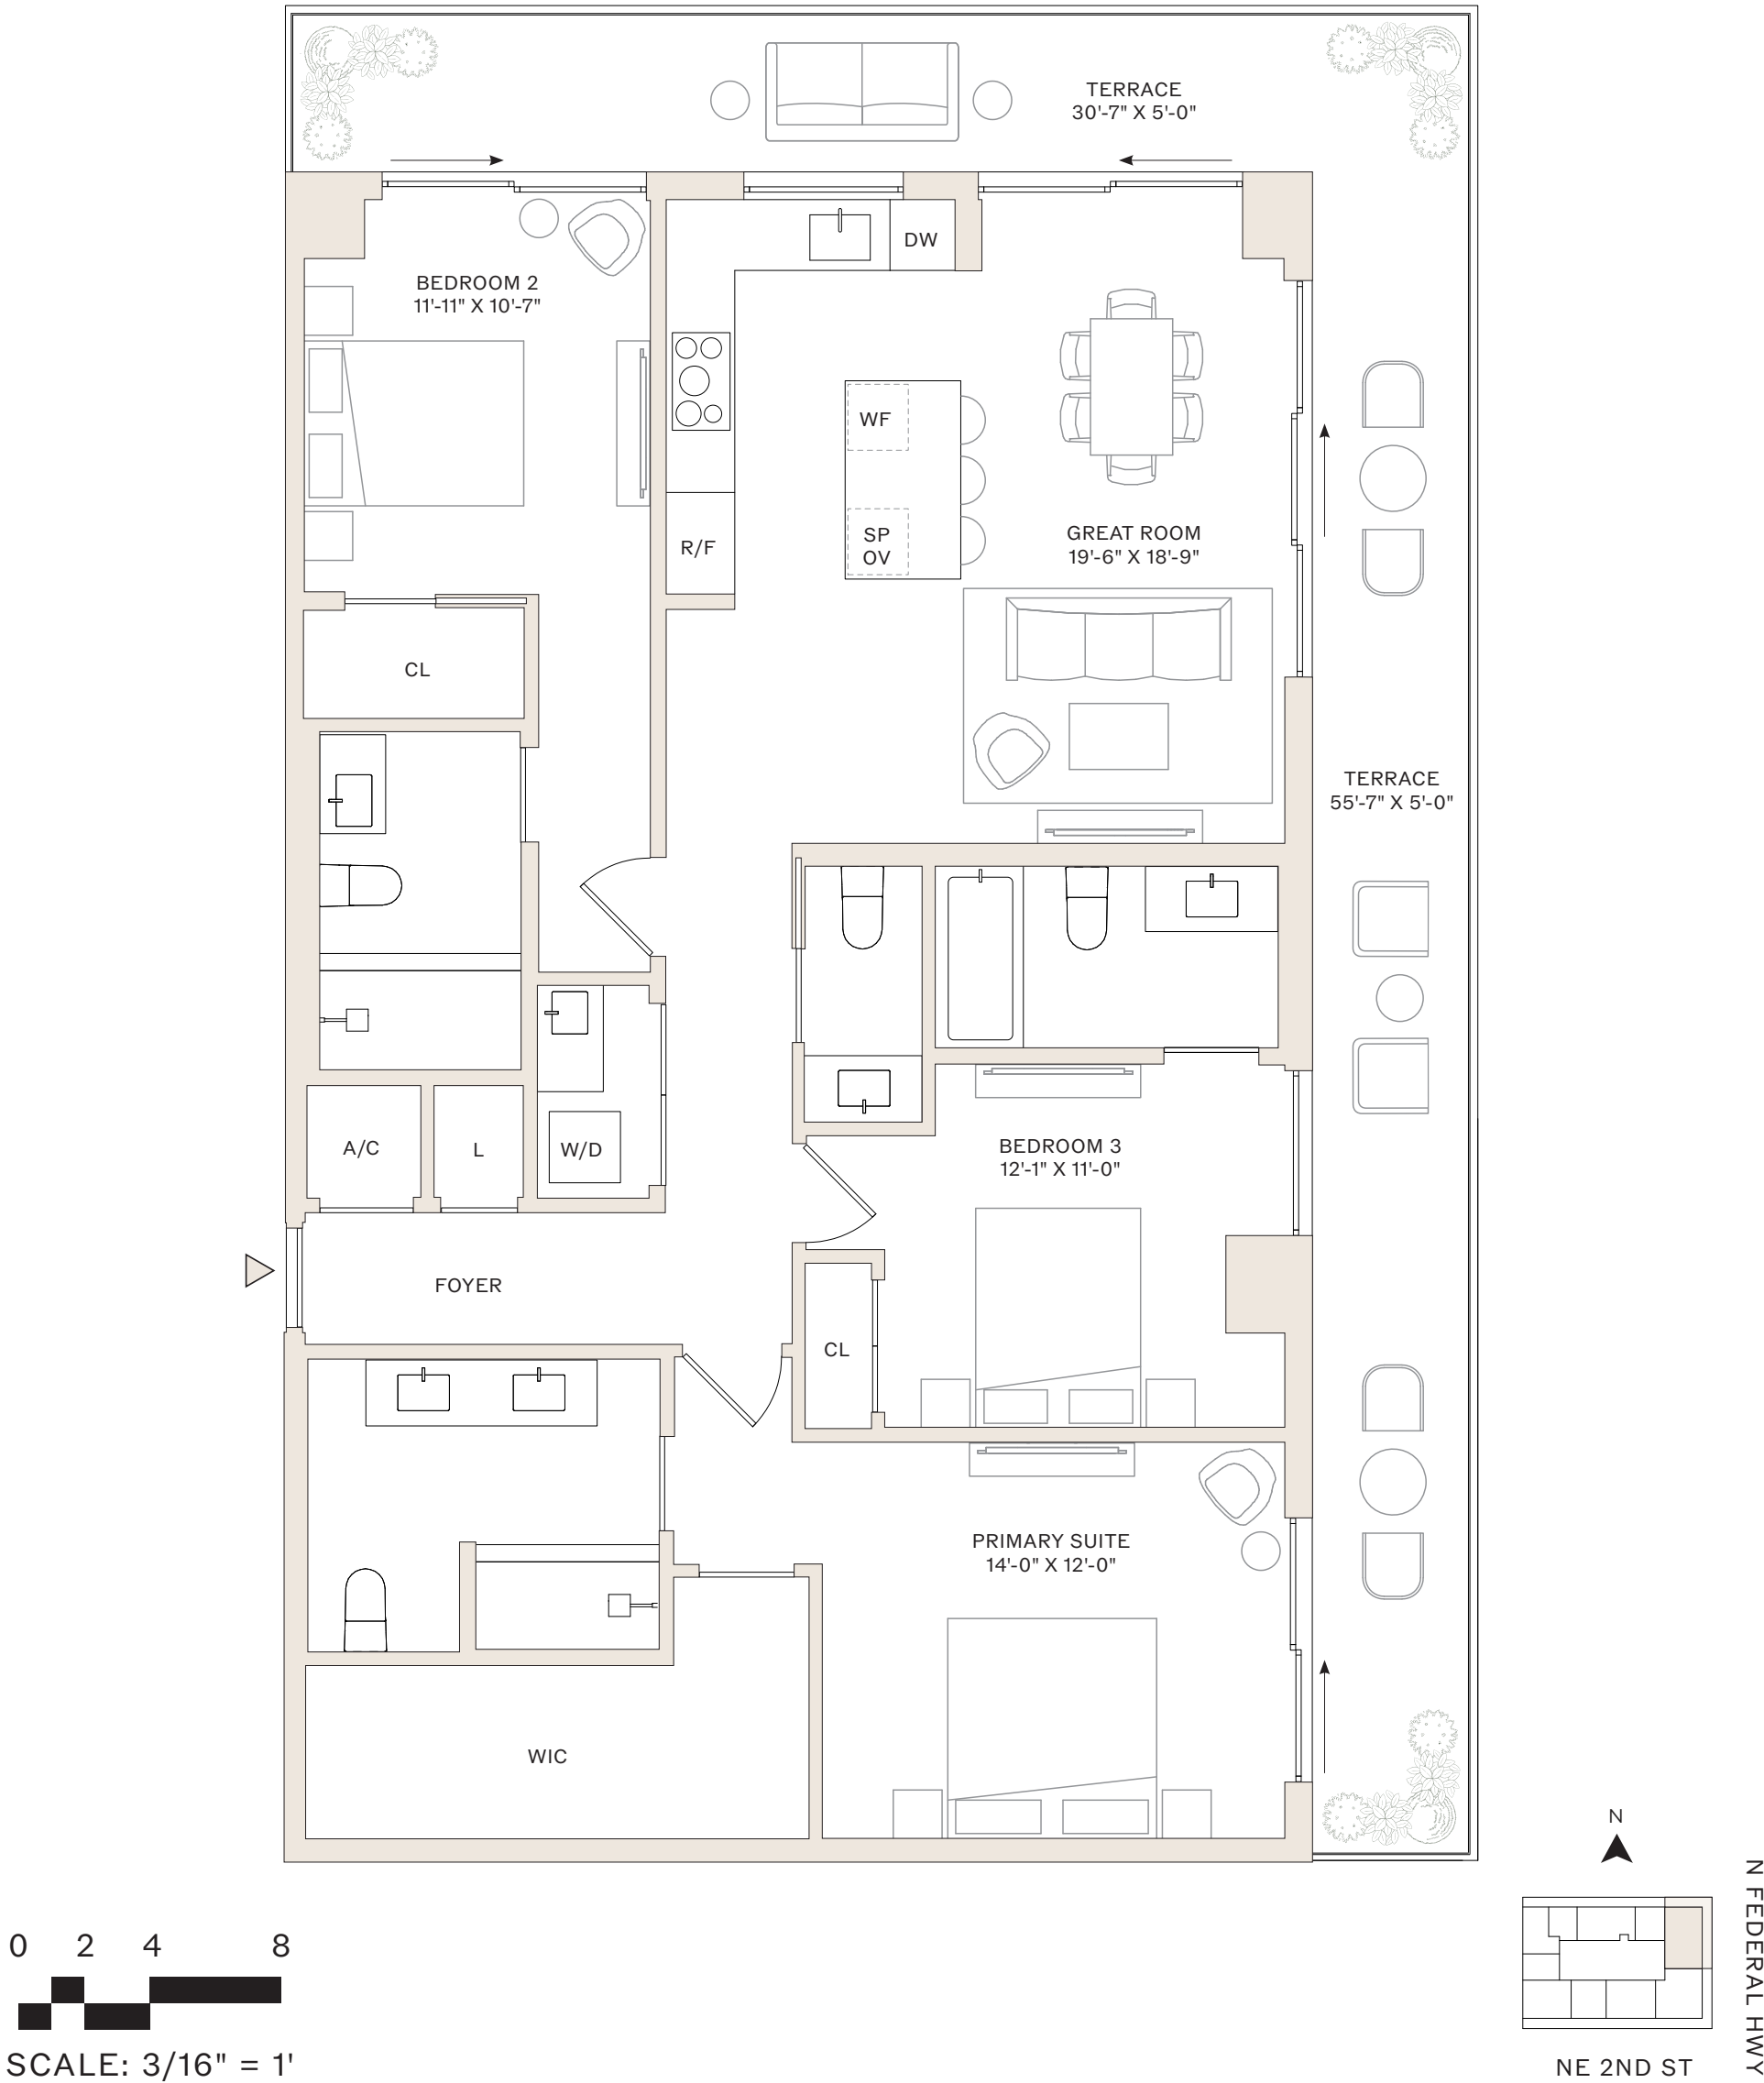 TERRACE
30'-7" X 5'-0"
DW
BEDROOM 2
11'-11" X 10'-7"
WF
SP
OV
R/F
GREAT ROOM
19'-6" X 18'-9"
CL
TERRACE
55'-7" X 5'-0"
A/C
L
W/D
BEDROOM 3
12'-1" X 11'-0"
FOYER
CL
PRIMARY SUITE
14'-0" X 12'-0"
WIC
N
N FEDERAL HWY
NE 2ND ST
0 2 4 8
SCALE: 3/16" = 1'